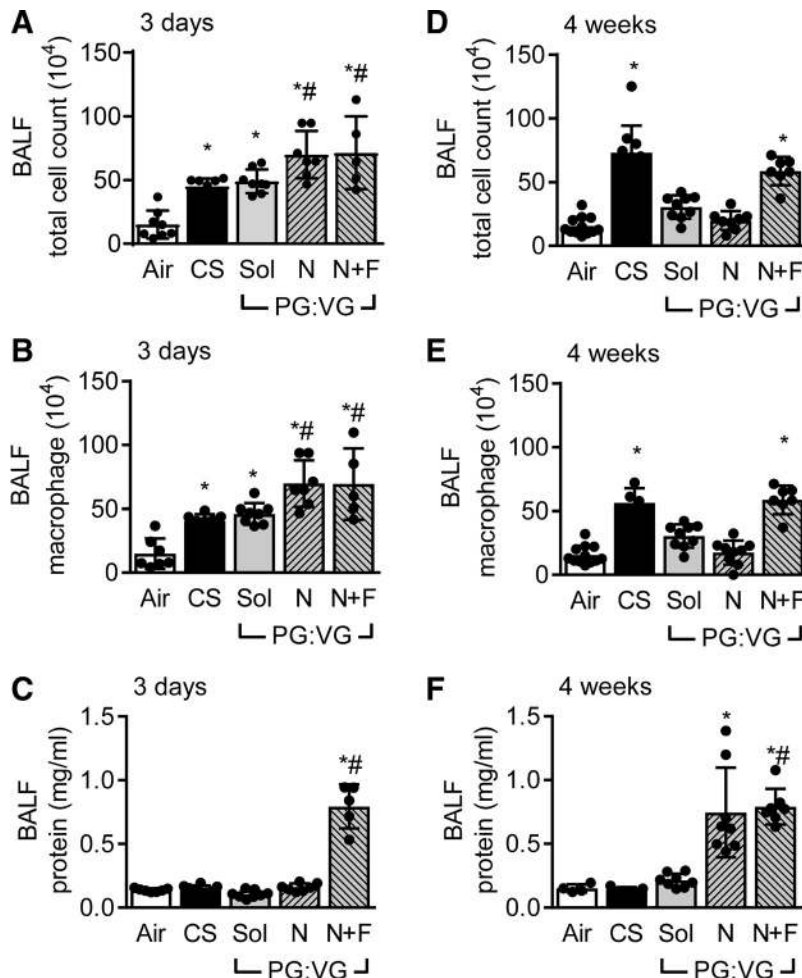 A 3 days
BALF
total cell count (10⁴)
150
100
50
0
* * *# *#
Air CS Sol N N+F
PG:VG
D 4 weeks
BALF
total cell count (10⁴)
150
100
50
0
* *
Air CS Sol N N+F
PG:VG
B 3 days
BALF
macrophage (10⁴)
150
100
50
0
* * *# *#
Air CS Sol N N+F
PG:VG
E 4 weeks
BALF
macrophage (10⁴)
150
100
50
0
* *
Air CS Sol N N+F
PG:VG
C 3 days
BALF
protein (mg/ml)
1.5
1.0
0.5
0.0
*#
Air CS Sol N N+F
PG:VG
F 4 weeks
BALF
protein (mg/ml)
1.5
1.0
0.5
0.0
* *#
Air CS Sol N N+F
PG:VG